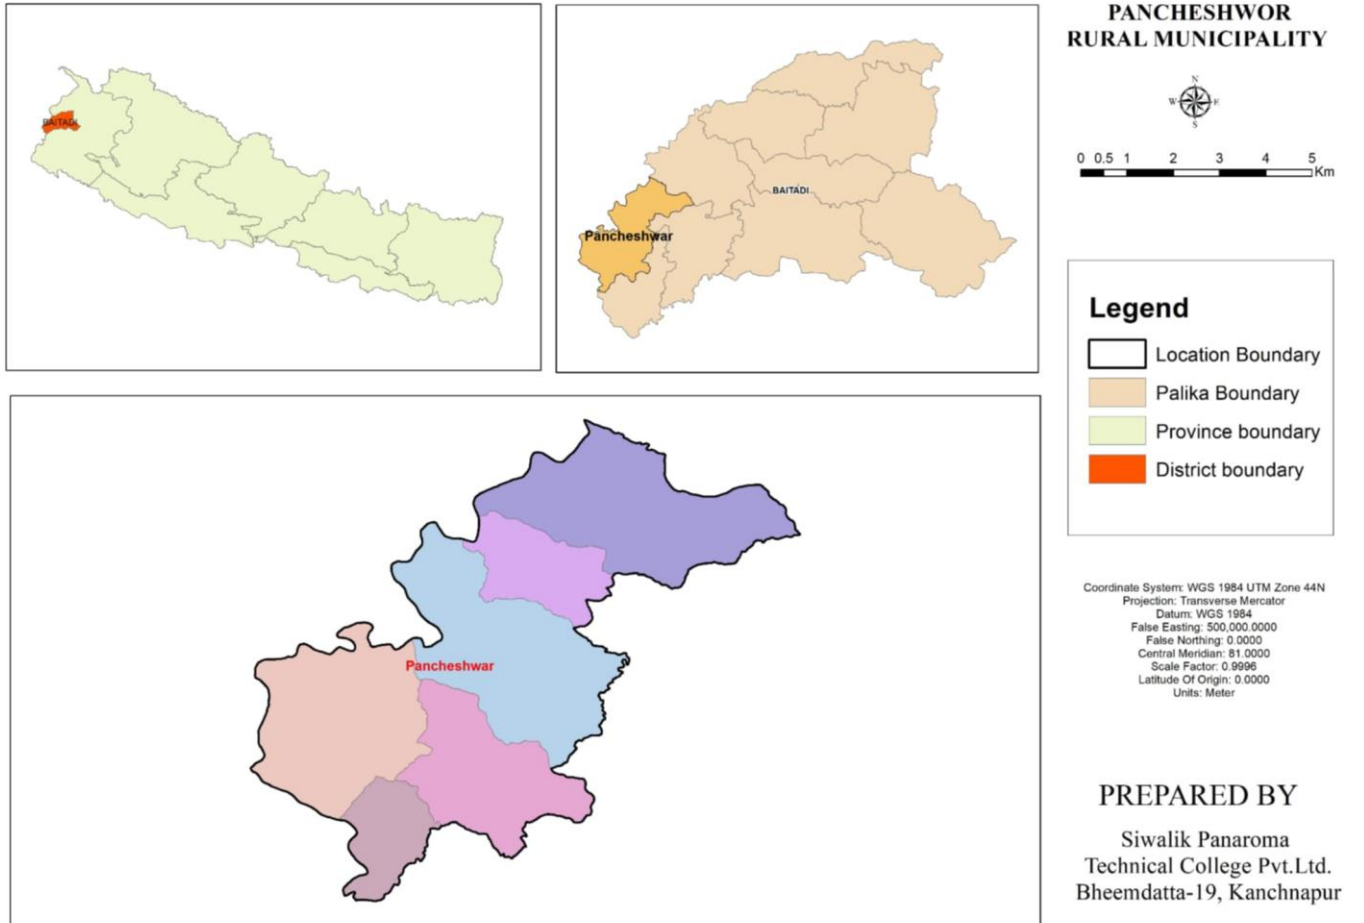 BAITADI
BAITADI
Pancheshwar
PANCHESHWOR
RURAL MUNICIPALITY
N
W E
S
0 0.5 1 2 3 4 5
Km
Legend
Location Boundary
Palika Boundary
Province boundary
District boundary
Pancheshwar
Coordinate System: WGS 1984 UTM Zone 44N
Projection: Transverse Mercator
Datum: WGS 1984
False Easting: 500,000.0000
False Northing: 0.0000
Central Meridian: 81.0000
Scale Factor: 0.9996
Latitude Of Origin: 0.0000
Units: Meter
PREPARED BY
Siwalik Panaroma
Technical College Pvt.Ltd.
Bheemdatta-19, Kanchnapur